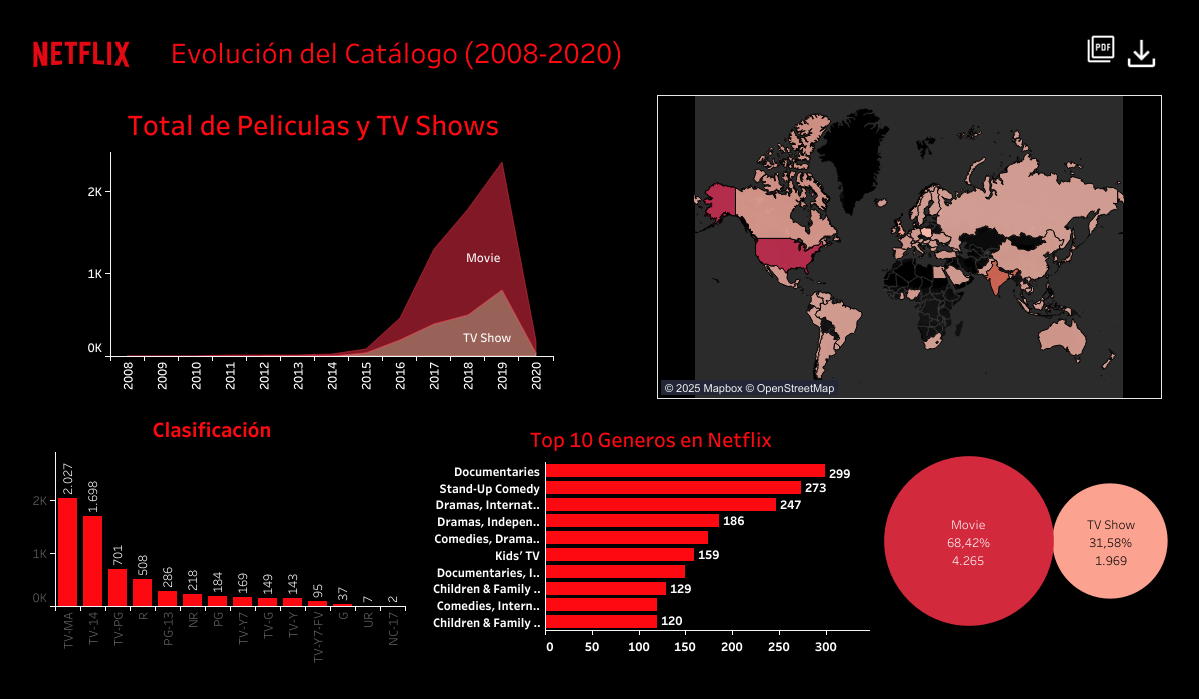 NETFLIX
Evolución del Catálogo (2008-2020)
PDF
Total de Peliculas y TV Shows
2K
1K
0K
Movie
TV Show
2008
2009
2010
2011
2012
2013
2014
2015
2016
2017
2018
2019
2020
© 2025 Mapbox © OpenStreetMap
Clasificación
2K
1K
0K
2.027
1.698
701
508
286
218
184
169
149
143
95
37
7
2
TV-MA
TV-14
TV-PG
R
PG-13
NR
PG
TV-Y7
TV-G
TV-Y
TV-Y7-FV
G
UR
NC-17
Top 10 Generos en Netflix
Documentaries 299
Stand-Up Comedy 273
Dramas, Internat.. 247
Dramas, Indepen.. 186
Comedies, Drama..
Kids' TV 159
Documentaries, I..
Children & Family .. 129
Comedies, Intern..
Children & Family .. 120
0 50 100 150 200 250 300
Movie
68,42%
4.265
TV Show
31,58%
1.969